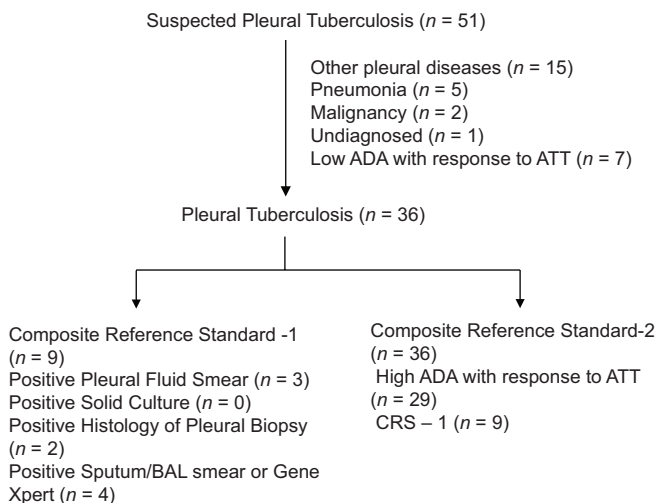 Suspected Pleural Tuberculosis (n = 51)
Other pleural diseases (n = 15)
Pneumonia (n = 5)
Malignancy (n = 2)
Undiagnosed (n = 1)
Low ADA with response to ATT (n = 7)
Pleural Tuberculosis (n = 36)
Composite Reference Standard -1
(n = 9)
Positive Pleural Fluid Smear (n = 3)
Positive Solid Culture (n = 0)
Positive Histology of Pleural Biopsy
(n = 2)
Positive Sputum/BAL smear or Gene
Xpert (n = 4)
Composite Reference Standard-2
(n = 36)
High ADA with response to ATT
(n = 29)
CRS – 1 (n = 9)